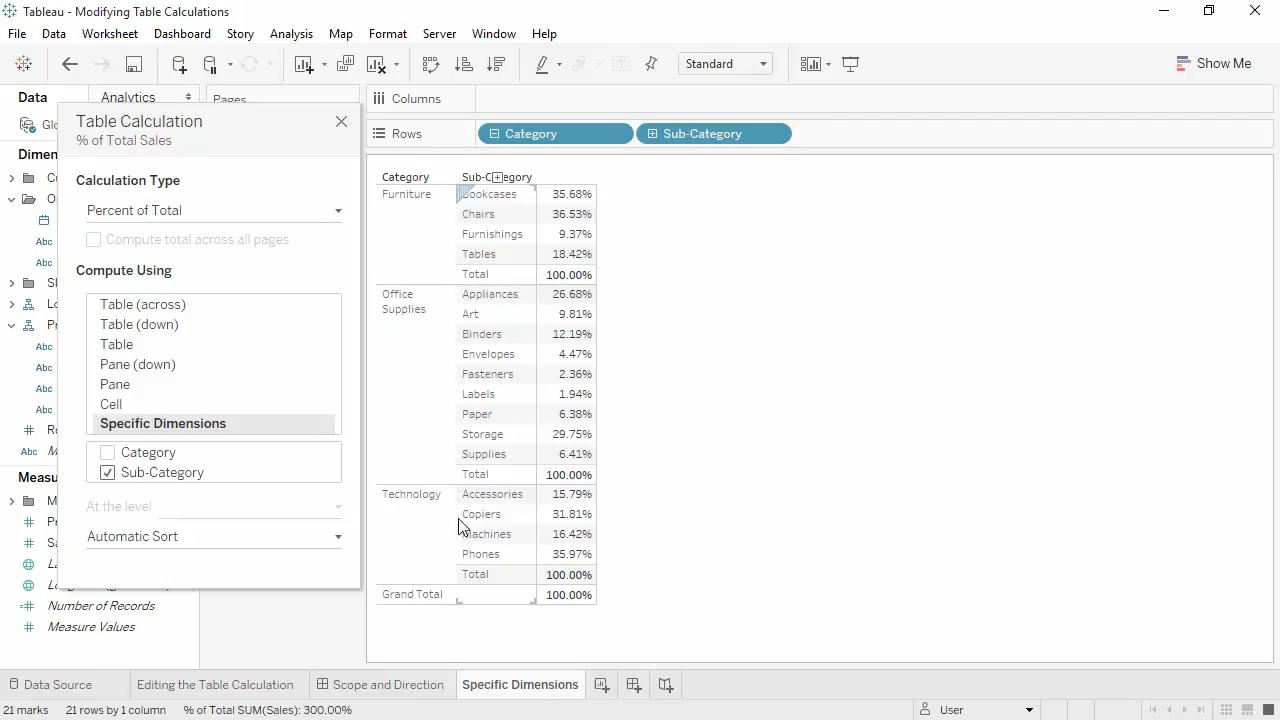 Tableau - Modifying Table Calculations
File Data Worksheet Dashboard Story Analysis Map Format Server Window Help
Standard
Show Me
Data Analytics
Pages
Columns
Rows Category Sub-Category
Table Calculation
% of Total Sales
Calculation Type
Percent of Total
Compute total across all pages
Compute Using
Table (across)
Table (down)
Table
Pane (down)
Pane
Cell
Specific Dimensions
Category
Sub-Category
At the level
Automatic Sort
Abc
Abc
Abc
Abc
Abc
Abc
Abc
Number of Records
Measure Values
Category
Furniture Bookcases 35.68%
Chairs 36.53%
Furnishings 9.37%
Tables 18.42%
Total 100.00%
Office Supplies Appliances 26.68%
Art 9.81%
Binders 12.19%
Envelopes 4.47%
Fasteners 2.36%
Labels 1.94%
Paper 6.38%
Storage 29.75%
Supplies 6.41%
Total 100.00%
Technology Accessories 15.79%
Copiers 31.81%
Machines 16.42%
Phones 35.97%
Total 100.00%
Grand Total 100.00%
Data Source Editing the Table Calculation Scope and Direction Specific Dimensions
21 marks 21 rows by 1 column % of Total SUM(Sales): 300.00% User